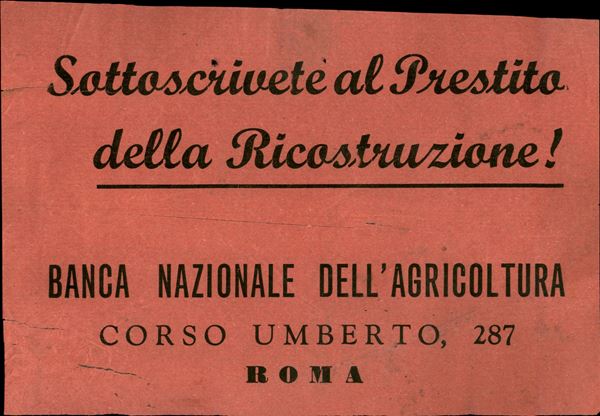 Sottoscrivete al Prestito
della Ricostruzione!
BANCA NAZIONALE DELL'AGRICOLTURA
CORSO UMBERTO, 287
ROMA